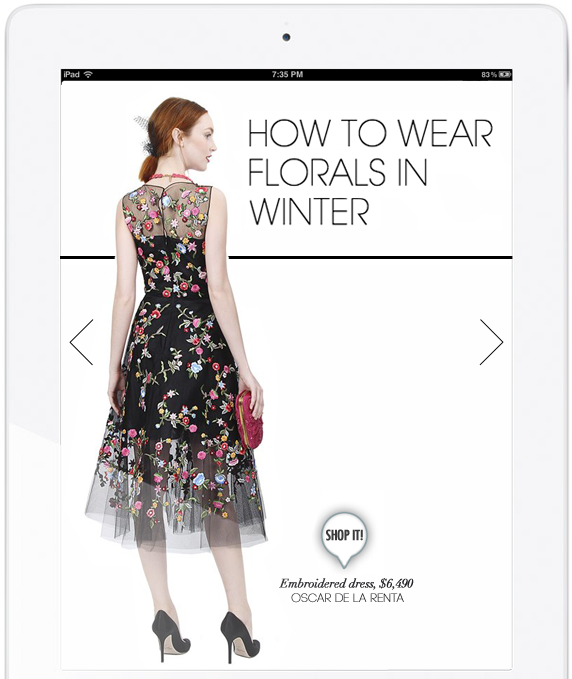 iPad 7:35 PM 83%
HOW TO WEAR
FLORALS IN
WINTER
SHOP IT!
Embroidered dress, $6,490
OSCAR DE LA RENTA